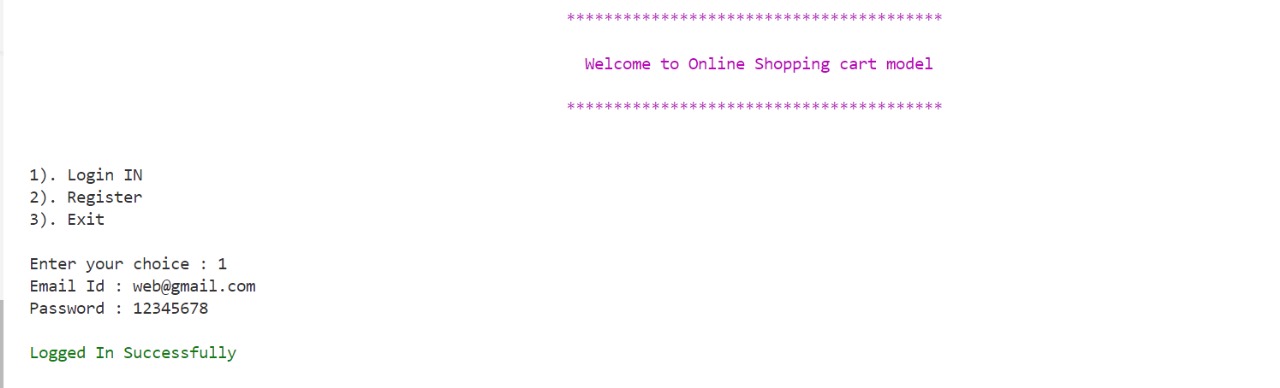 ****************************************
Welcome to Online Shopping cart model
****************************************
1). Login IN
2). Register
3). Exit
Enter your choice : 1
Email Id : web@gmail.com
Password : 12345678
Logged In Successfully